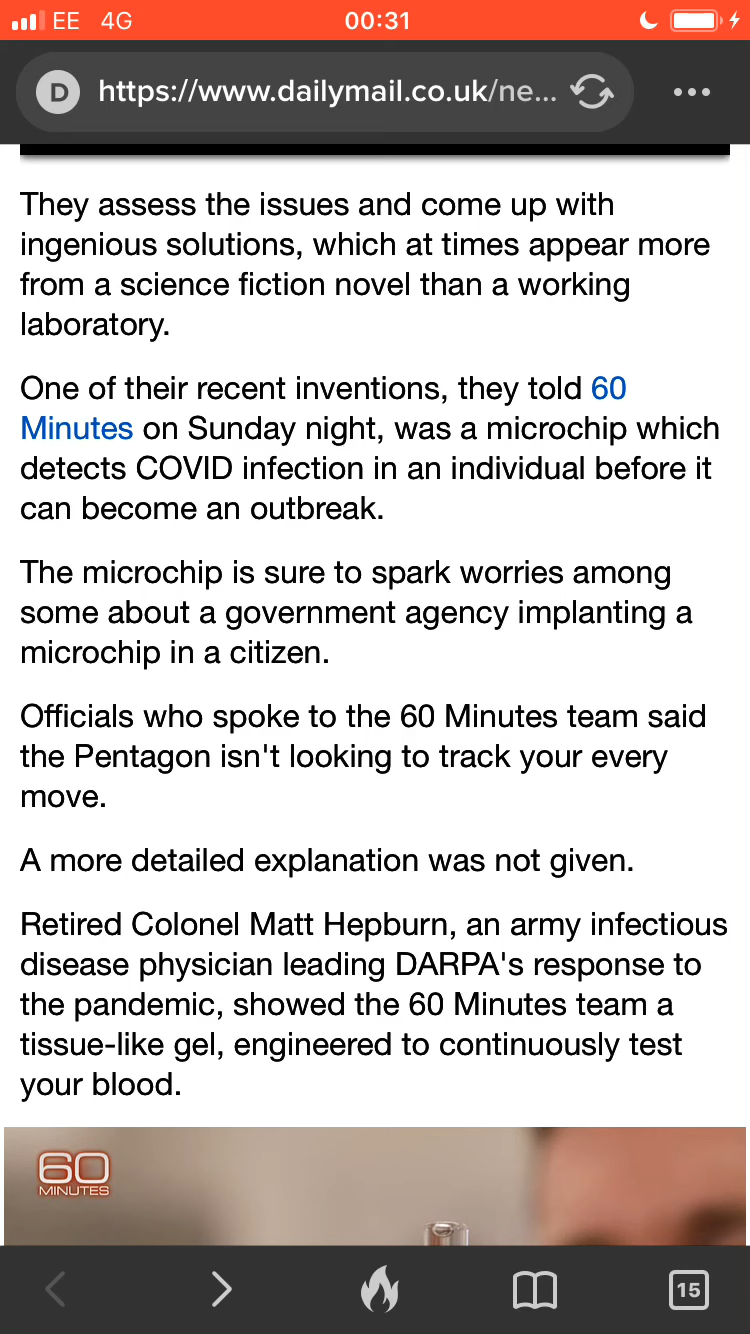 EE 4G 00:31
D https://www.dailymail.co.uk/ne...
They assess the issues and come up with
ingenious solutions, which at times appear more
from a science fiction novel than a working
laboratory.
One of their recent inventions, they told 60
Minutes on Sunday night, was a microchip which
detects COVID infection in an individual before it
can become an outbreak.
The microchip is sure to spark worries among
some about a government agency implanting a
microchip in a citizen.
Officials who spoke to the 60 Minutes team said
the Pentagon isn't looking to track your every
move.
A more detailed explanation was not given.
Retired Colonel Matt Hepburn, an army infectious
disease physician leading DARPA's response to
the pandemic, showed the 60 Minutes team a
tissue-like gel, engineered to continuously test
your blood.
60
MINUTES
15